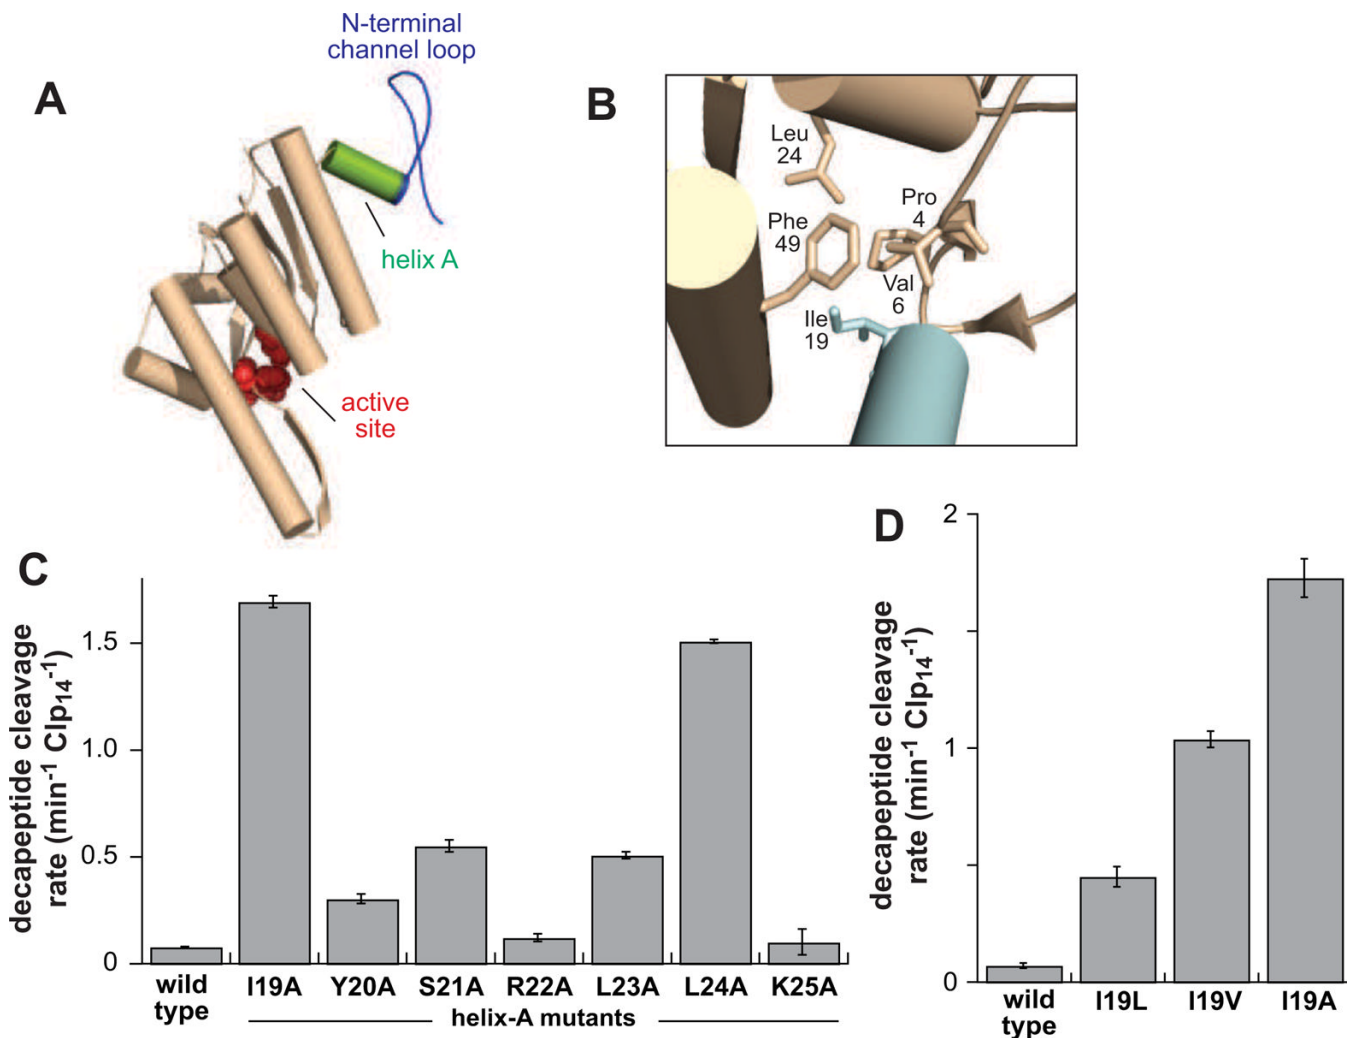 A
N-terminal
channel loop
helix A
active
site
B
Leu
24
Phe
49
Pro
4
Val
6
Ile
19
C
decapeptide cleavage
rate (min⁻¹ Clp₁₄⁻¹)
1.5
1.0
0.5
0
wild
type
I19A
Y20A
S21A
R22A
L23A
L24A
K25A
helix-A mutants
D
decapeptide cleavage
rate (min⁻¹ Clp₁₄⁻¹)
2
1
0
wild
type
I19L
I19V
I19A